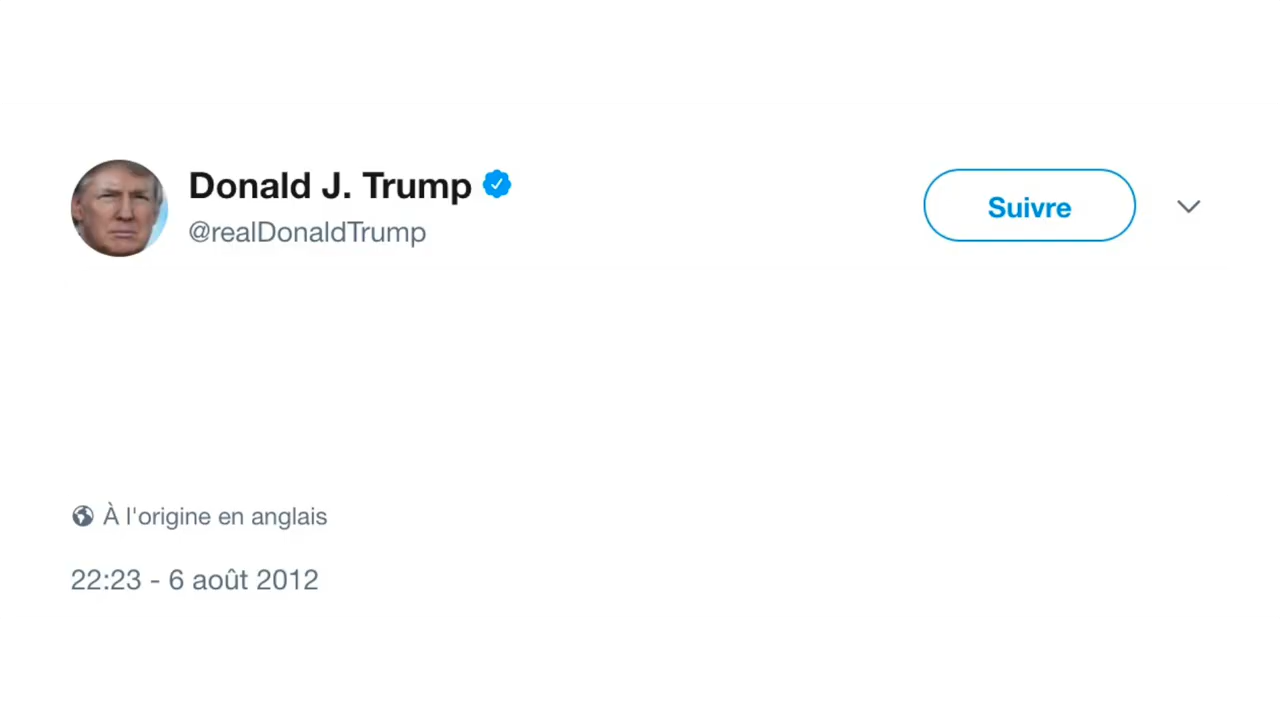 Donald J. Trump
@realDonaldTrump
Suivre
À l'origine en anglais
22:23 - 6 août 2012